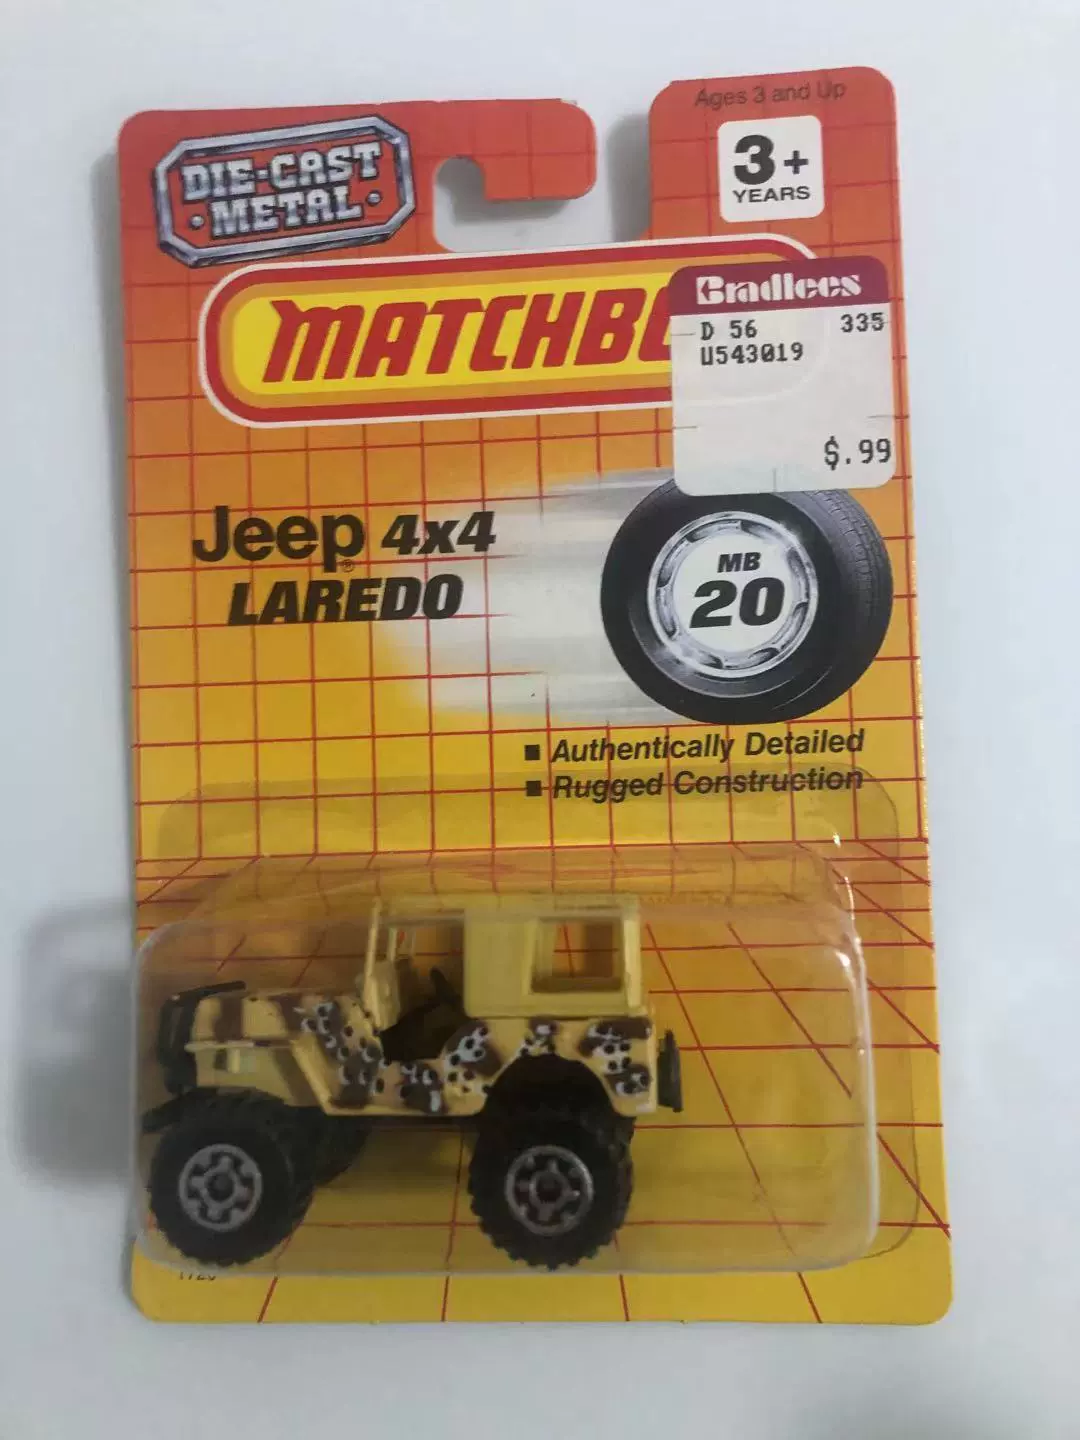 Ages 3 and Up
DIE-CAST
METAL
3+
YEARS
MATCHBO
Bradlees
D 56 335
U543019
$.99
Jeep® 4x4
LAREDO
MB
20
Authentically Detailed
Rugged Construction